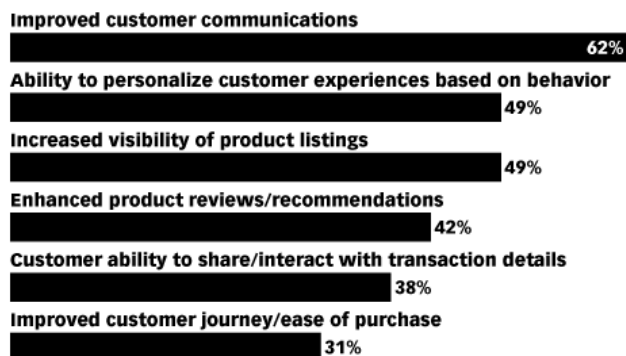 Improved customer communications
62%
Ability to personalize customer experiences based on behavior
49%
Increased visibility of product listings
49%
Enhanced product reviews/recommendations
42%
Customer ability to share/interact with transaction details
38%
Improved customer journey/ease of purchase
31%